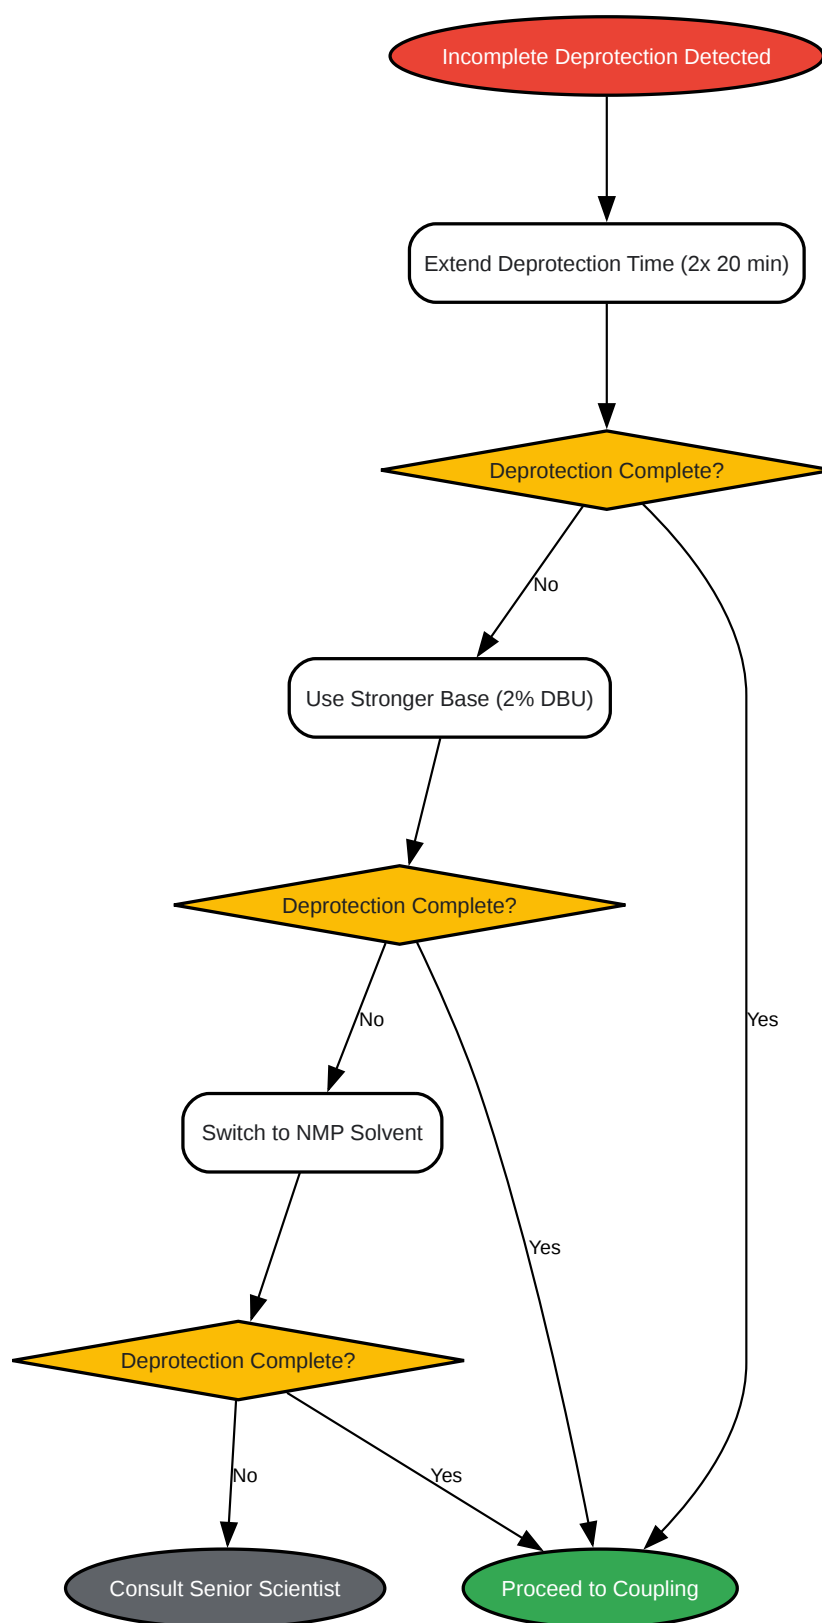 Incomplete Deprotection Detected
Extend Deprotection Time (2x 20 min)
Deprotection Complete?
No
Use Stronger Base (2% DBU)
Deprotection Complete?
No
Yes
Switch to NMP Solvent
Yes
Deprotection Complete?
No
Yes
Consult Senior Scientist
Proceed to Coupling